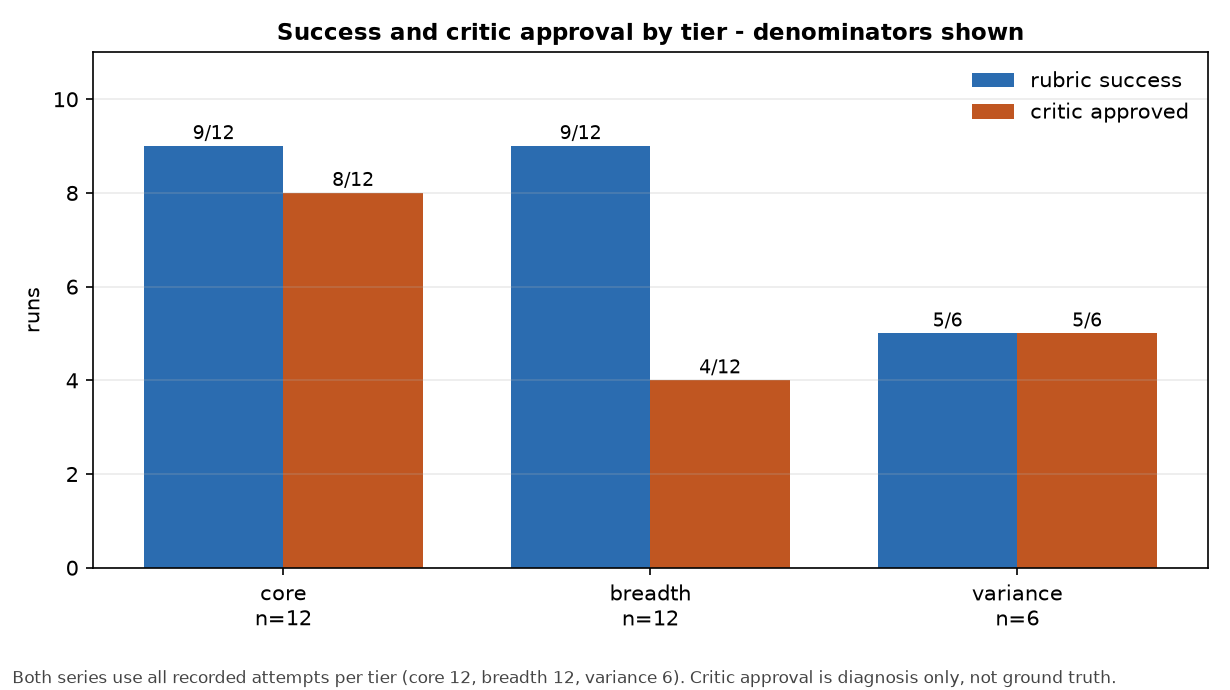 Success and critic approval by tier - denominators shown
rubric success
critic approved
runs
10
8
6
4
2
0
9/12
8/12
9/12
4/12
5/6
5/6
core
n=12
breadth
n=12
variance
n=6
Both series use all recorded attempts per tier (core 12, breadth 12, variance 6). Critic approval is diagnosis only, not ground truth.